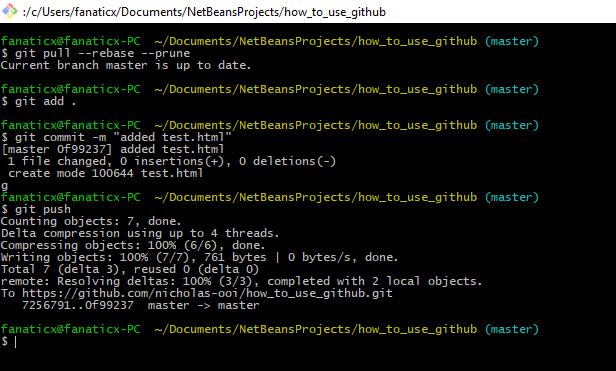 :/c/Users/fanaticx/Documents/NetBeansProjects/how_to_use_github
fanaticx@fanaticx-PC ~/Documents/NetBeansProjects/how_to_use_github (master)
$ git pull --rebase --prune
Current branch master is up to date.
fanaticx@fanaticx-PC ~/Documents/NetBeansProjects/how_to_use_github (master)
$ git add .
fanaticx@fanaticx-PC ~/Documents/NetBeansProjects/how_to_use_github (master)
$ git commit -m "added test.html"
[master 0f99237] added test.html
1 file changed, 0 insertions(+), 0 deletions(-)
create mode 100644 test.html
g
fanaticx@fanaticx-PC ~/Documents/NetBeansProjects/how_to_use_github (master)
$ git push
Counting objects: 7, done.
Delta compression using up to 4 threads.
Compressing objects: 100% (6/6), done.
Writing objects: 100% (7/7), 761 bytes | 0 bytes/s, done.
Total 7 (delta 3), reused 0 (delta 0)
remote: Resolving deltas: 100% (3/3), completed with 2 local objects.
To https://github.com/nicholas-ooi/how_to_use_github.git
7256791..0f99237 master -> master
fanaticx@fanaticx-PC ~/Documents/NetBeansProjects/how_to_use_github (master)
$